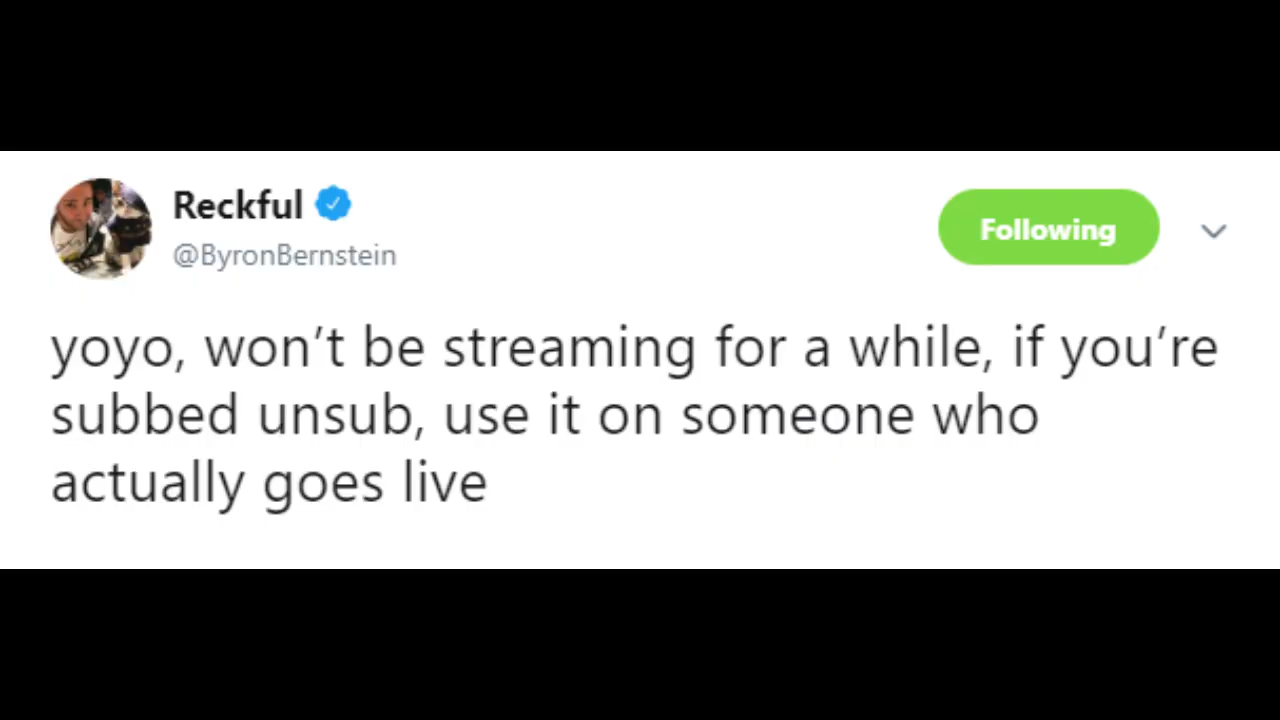 Reckful
@ByronBernstein
Following
yoyo, won’t be streaming for a while, if you’re
subbed unsub, use it on someone who
actually goes live